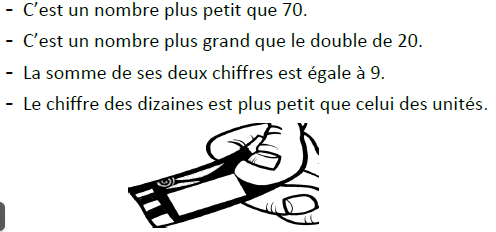 - C’est un nombre plus petit que 70.
- C’est un nombre plus grand que le double de 20.
- La somme de ses deux chiffres est égale à 9.
- Le chiffre des dizaines est plus petit que celui des unités.